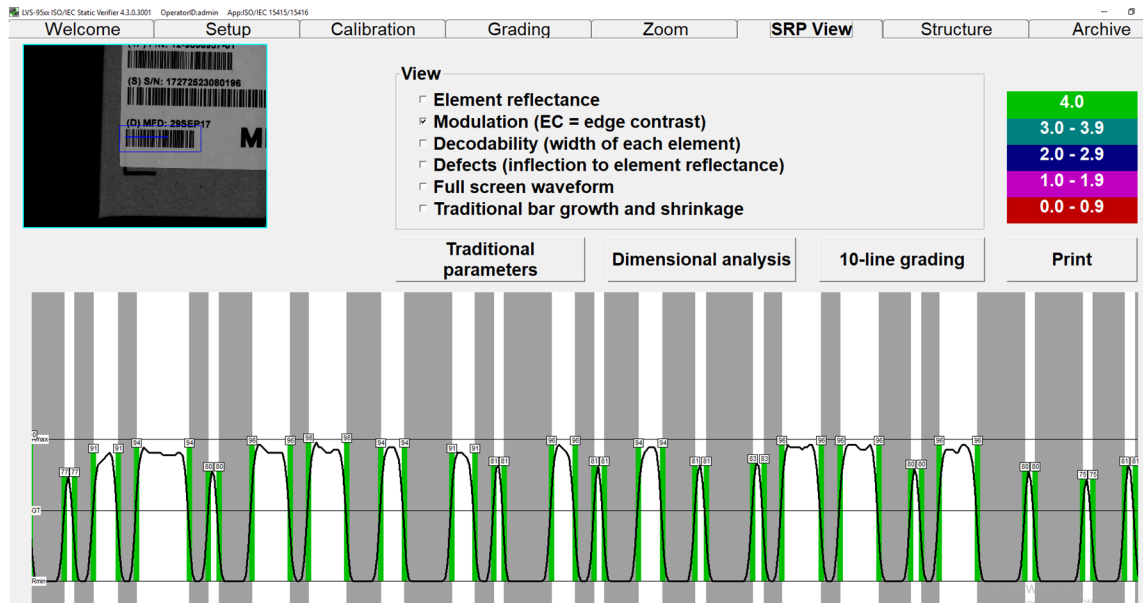 LVS-95xx ISO/IEC Static Verifier 4.3.0.3001 OperatorID:admin App:ISO/IEC 15415/15416
Welcome Setup Calibration Grading Zoom SRP View Structure Archive
(S) S/N: 17272523080196
(D) MFD: 29SEP17
View
Element reflectance
Modulation (EC = edge contrast)
Decodability (width of each element)
Defects (inflection to element reflectance)
Full screen waveform
Traditional bar growth and shrinkage
4.0
3.0 - 3.9
2.0 - 2.9
1.0 - 1.9
0.0 - 0.9
Traditional
parameters
Dimensional analysis
10-line grading
Print
0
Rmax
77 77 91 91 94 94 80 80 96 96 98 98 94 94 91 91 81 81 96 96 81 81 94 94 81 81 83 83 96 96 96 96 80 80 96 96 80 80 75 75 81 81
GT
Rmin